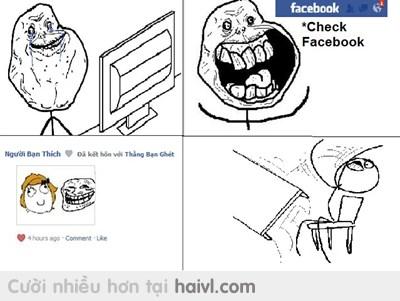 facebook
*Check
Facebook
Người Bạn Thích Đã kết hôn với Thằng Bạn Ghét
4 hours ago · Comment · Like
Cười nhiều hơn tại haivl.com